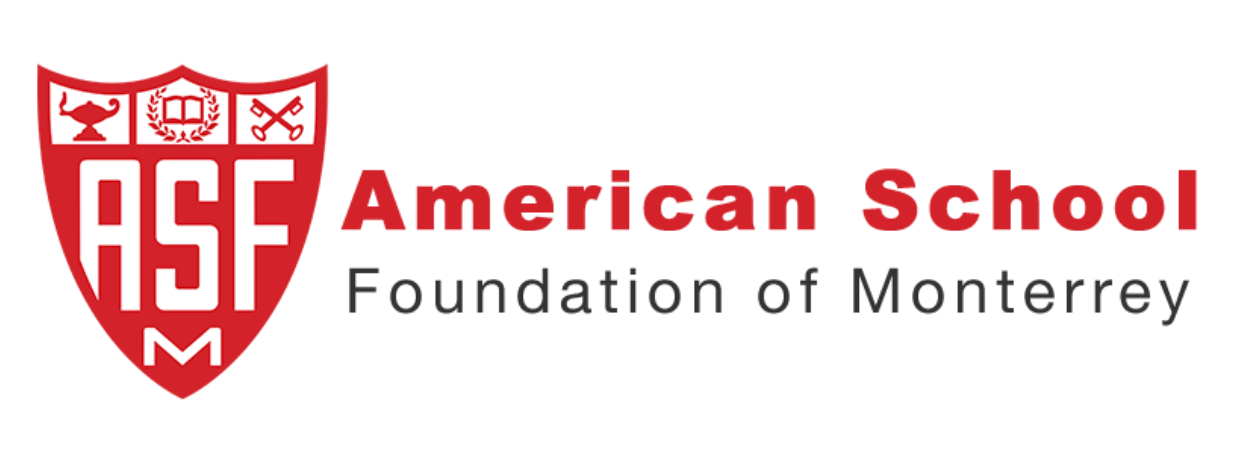 ASF
M
American School
Foundation of Monterrey